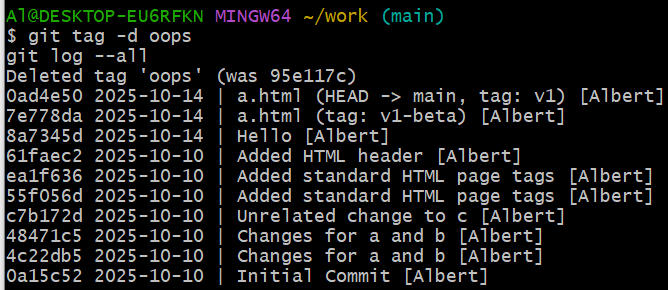 Al@DESKTOP-EU6RFKN MINGW64 ~/work (main)
$ git tag -d oops
git log --all
Deleted tag 'oops' (was 95e117c)
0ad4e50 2025-10-14 | a.html (HEAD -> main, tag: v1) [Albert]
7e778da 2025-10-14 | a.html (tag: v1-beta) [Albert]
8a7345d 2025-10-14 | Hello [Albert]
61faec2 2025-10-10 | Added HTML header [Albert]
ea1f636 2025-10-10 | Added standard HTML page tags [Albert]
55f056d 2025-10-10 | Added standard HTML page tags [Albert]
c7b172d 2025-10-10 | Unrelated change to c [Albert]
48471c5 2025-10-10 | Changes for a and b [Albert]
4c22db5 2025-10-10 | Changes for a and b [Albert]
0a15c52 2025-10-10 | Initial Commit [Albert]